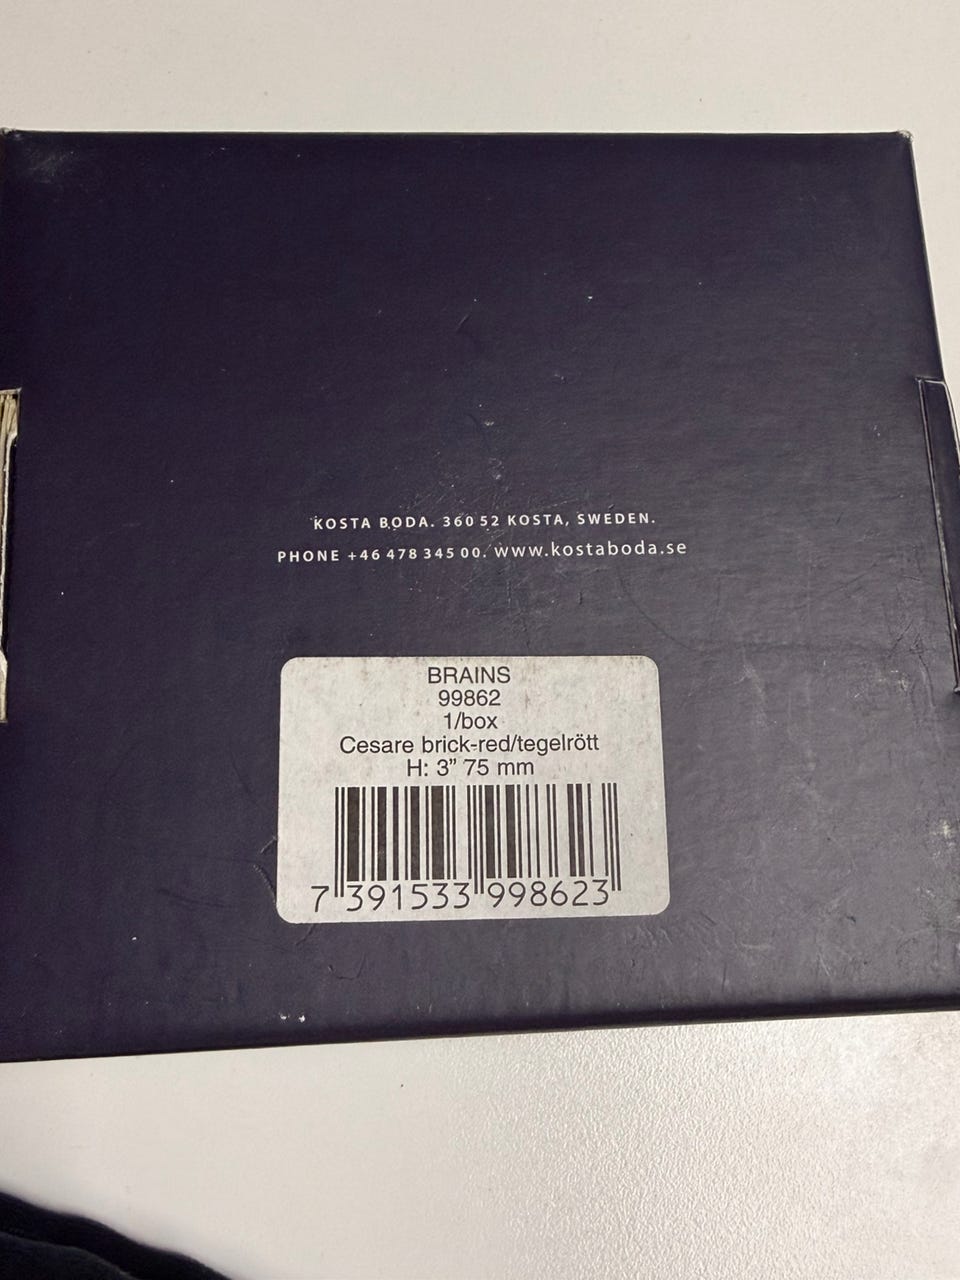 KOSTA BODA. 360 52 KOSTA, SWEDEN.
PHONE +46 478 345 00. www.kostaboda.se
BRAINS
99862
1/box
Cesare brick-red/tegelrött
H: 3” 75 mm
7 391533 998623